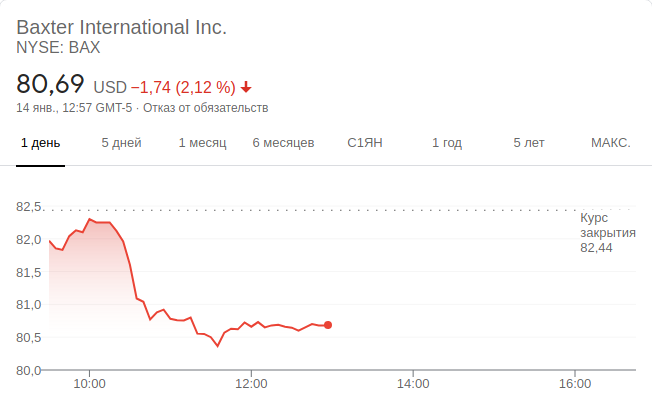 Baxter International Inc.
NYSE: BAX
80,69 USD −1,74 (2,12 %)
14 янв., 12:57 GMT-5 · Отказ от обязательств
1 день 5 дней 1 месяц 6 месяцев С1ЯН 1 год 5 лет МАКС.
82,5
Курс
закрытия
82,44
82,0
81,5
81,0
80,5
80,0
10:00 12:00 14:00 16:00